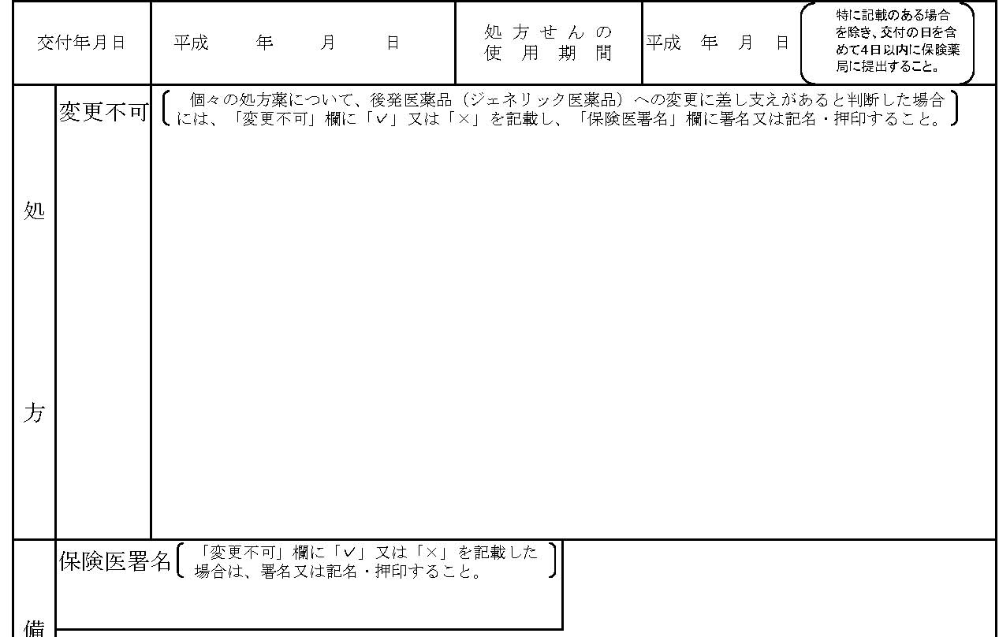 交付年月日
平成 年 月 日
処方せんの
使用期間
平成 年 月 日
特に記載のある場合
を除き、交付の日を含
めて4日以内に保険薬
局に提出すること。
処方
変更不可
個々の処方薬について、後発医薬品（ジェネリック医薬品）への変更に差し支えがあると判断した場合
には、「変更不可」欄に「✓」又は「×」を記載し、「保険医署名」欄に署名又は記名・押印すること。
保険医署名
「変更不可」欄に「✓」又は「×」を記載した
場合は、署名又は記名・押印すること。
備